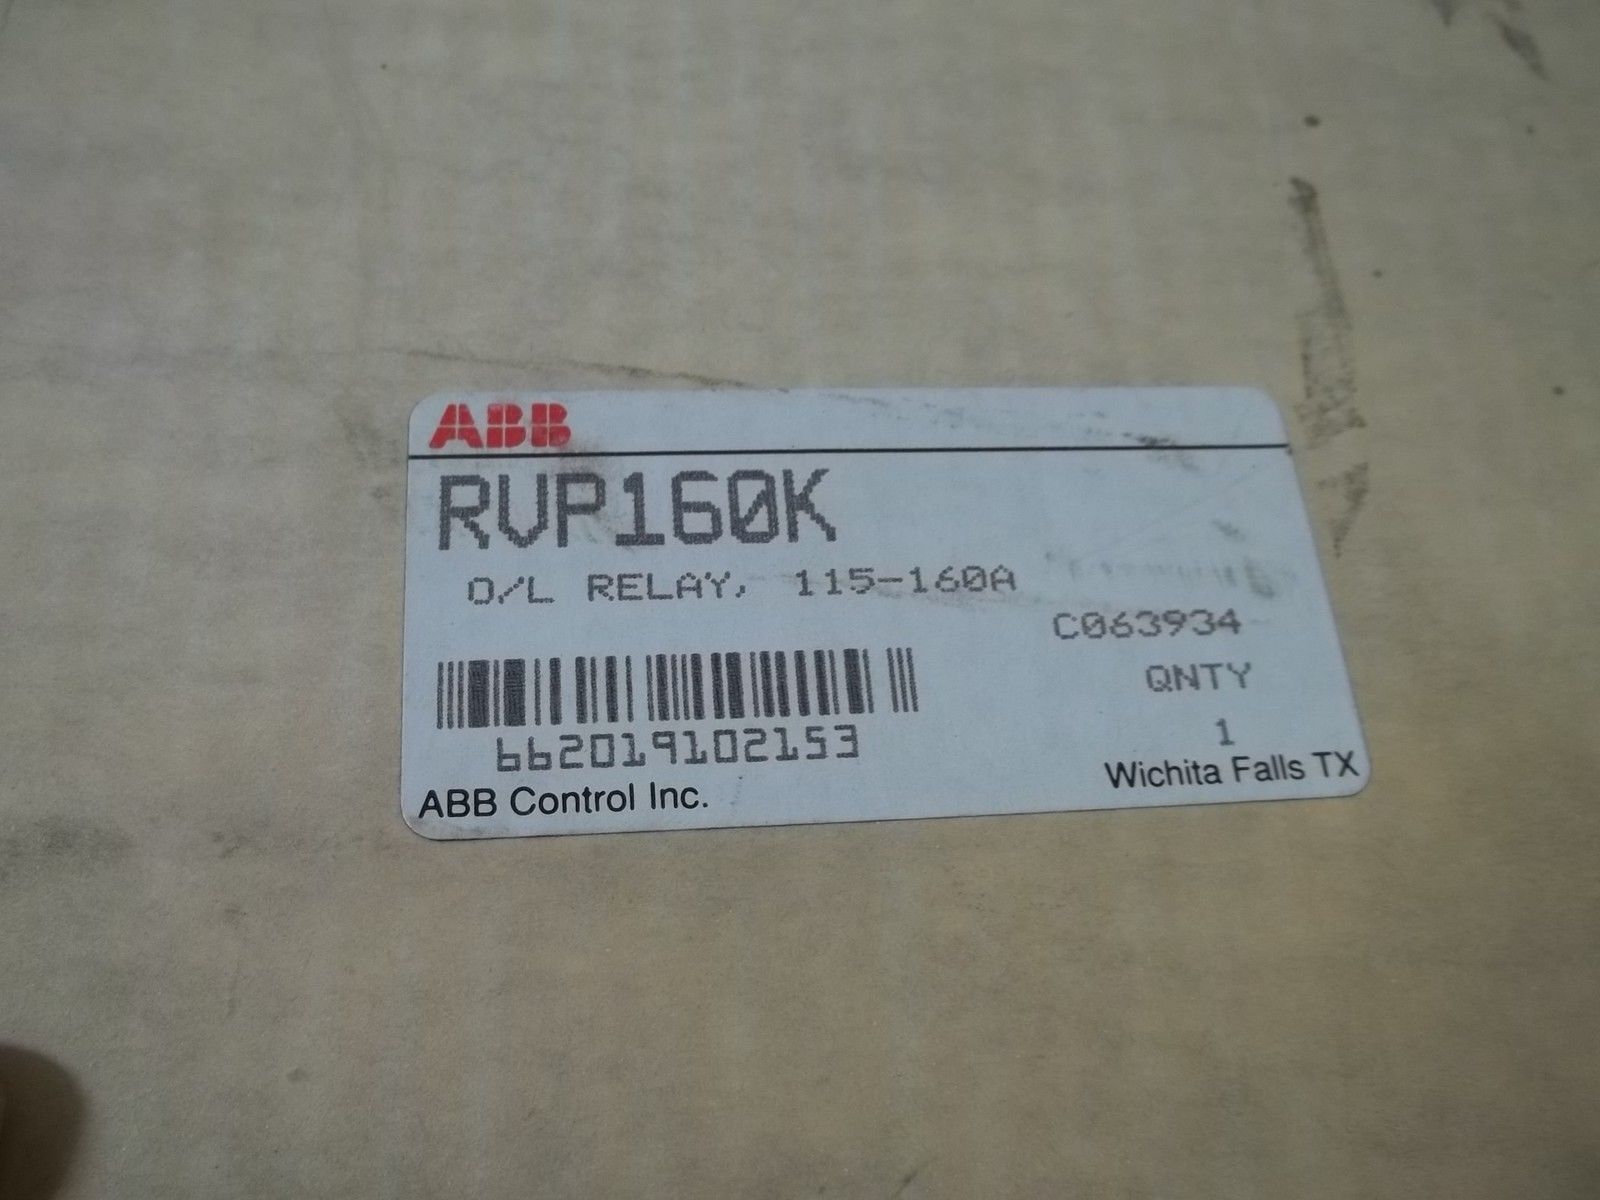 ABB
RVP160K
O/L RELAY, 115-160A
C063934
QNTY
662019102153
1
ABB Control Inc.
Wichita Falls TX